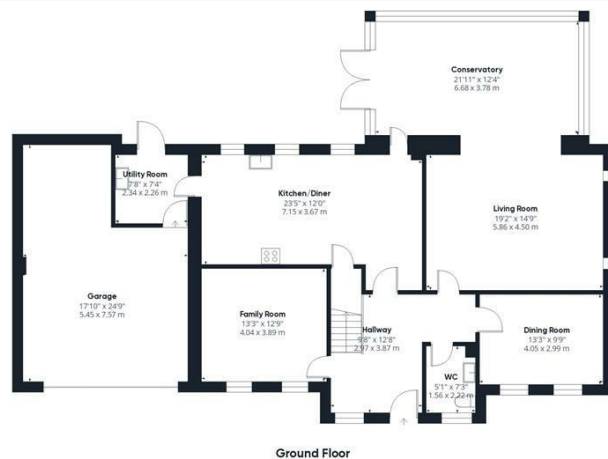 Conservatory
21'11" x 12'4"
6.68 x 3.78 m
Utility Room
7'8" x 7'4"
2.34 x 2.26 m
Kitchen/Diner
23'5" x 12'0"
7.15 x 3.67 m
Living Room
19'2" x 14'9"
5.86 x 4.50 m
Garage
17'10" x 24'9"
5.45 x 7.57 m
Family Room
13'3" x 12'9"
4.04 x 3.89 m
Hallway
9'8" x 12'8"
2.97 x 3.87 m
Dining Room
13'3" x 9'9"
4.05 x 2.99 m
WC
5'1" x 7'3"
1.56 x 2.22 m
Ground Floor